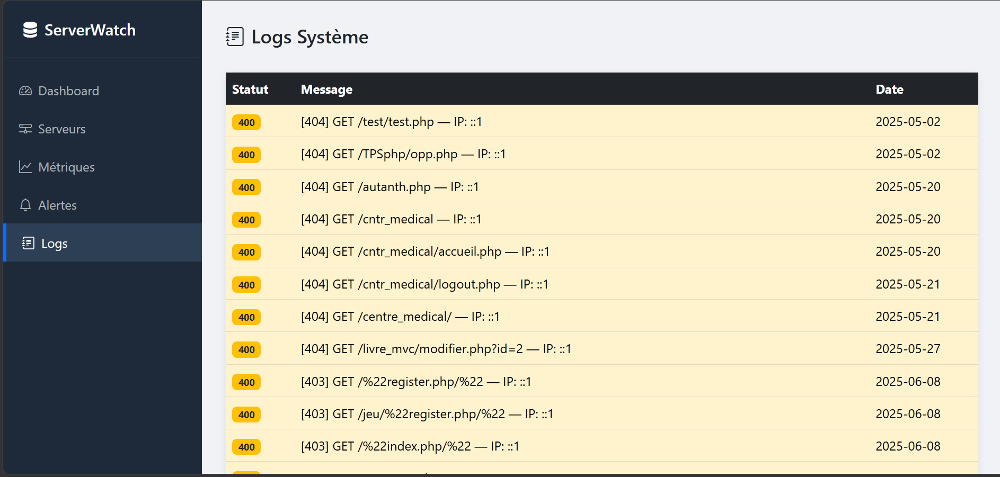 ServerWatch
Dashboard
Serveurs
Métriques
Alertes
Logs
Logs Système
Statut Message Date
400 [404] GET /test/test.php — IP: ::1 2025-05-02
400 [404] GET /TPSphp/opp.php — IP: ::1 2025-05-02
400 [404] GET /autanth.php — IP: ::1 2025-05-20
400 [404] GET /cntr_medical — IP: ::1 2025-05-20
400 [404] GET /cntr_medical/accueil.php — IP: ::1 2025-05-20
400 [404] GET /cntr_medical/logout.php — IP: ::1 2025-05-21
400 [404] GET /centre_medical/ — IP: ::1 2025-05-21
400 [404] GET /livre_mvc/modifier.php?id=2 — IP: ::1 2025-05-27
400 [403] GET /%22register.php/%22 — IP: ::1 2025-06-08
400 [403] GET /jeu/%22register.php/%22 — IP: ::1 2025-06-08
400 [403] GET /%22index.php/%22 — IP: ::1 2025-06-08